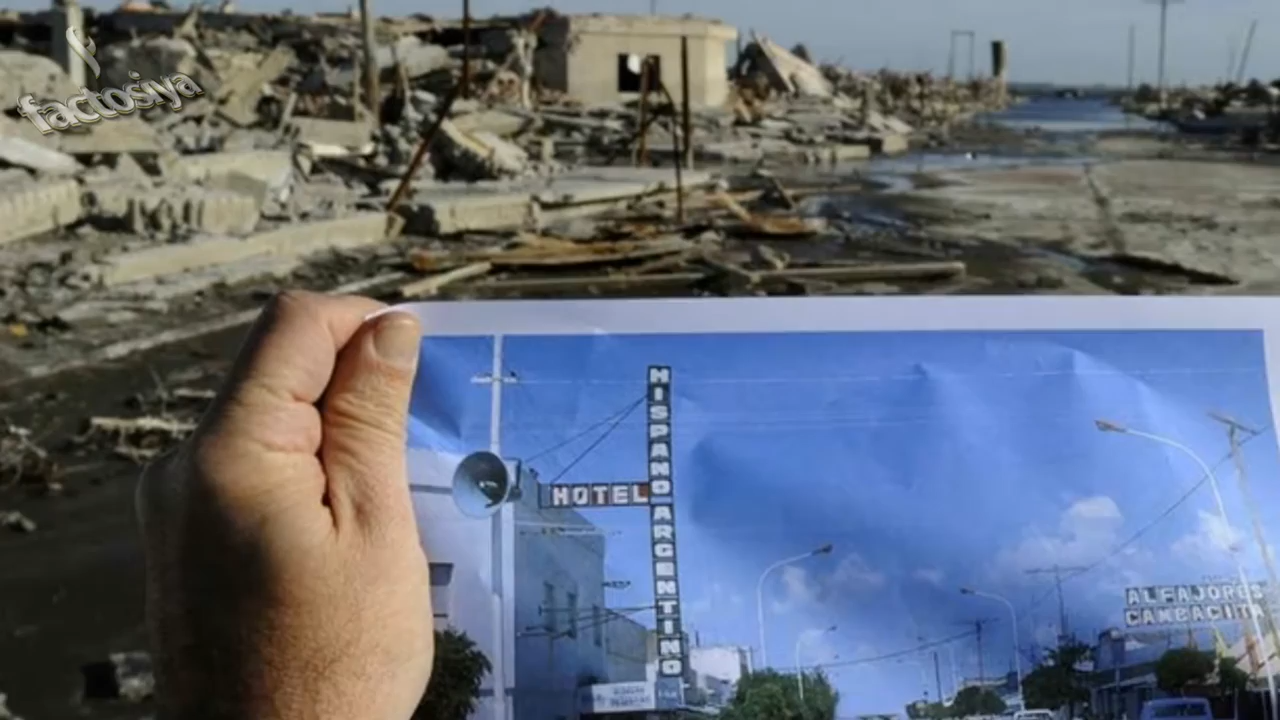 factosiya
HISPANO ARGENTINO
HOTEL
ALFAJORES
CAMBACITA